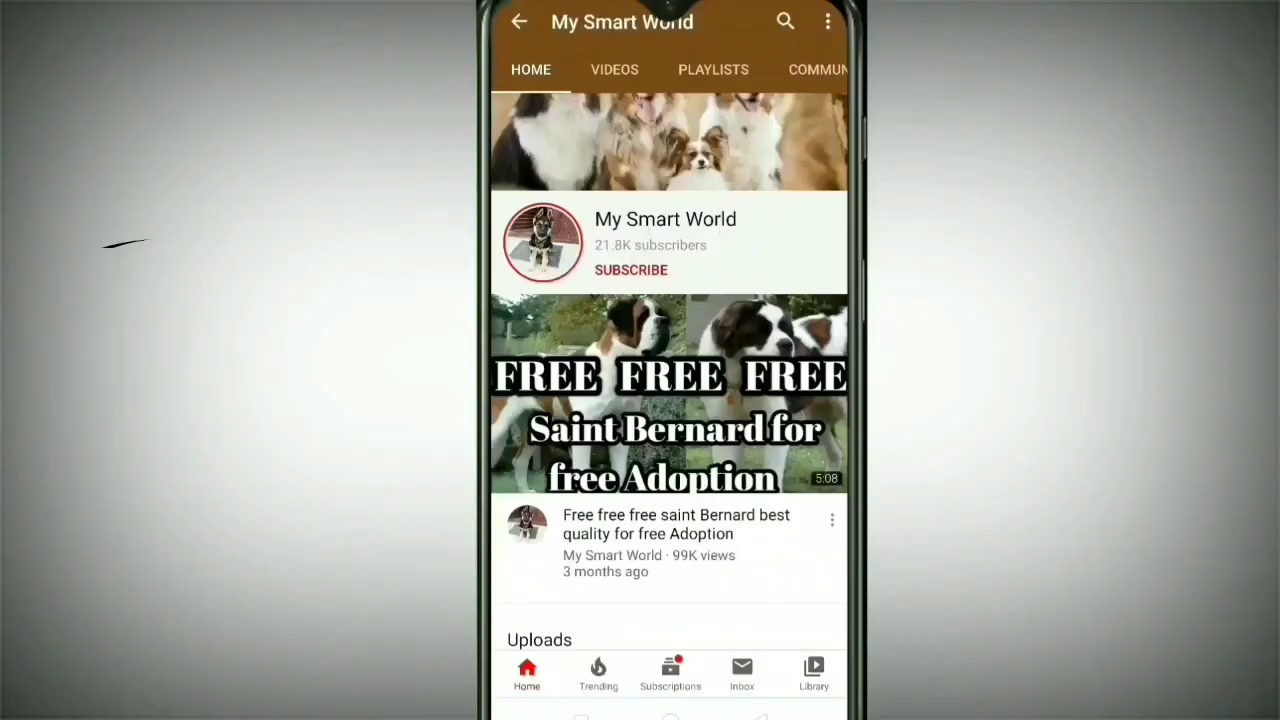 My Smart World
HOME VIDEOS PLAYLISTS COMMUN
My Smart World
21.8K subscribers
SUBSCRIBE
FREE FREE FREE
Saint Bernard for
free Adoption
5:08
Free free free saint Bernard best
quality for free Adoption
My Smart World · 99K views
3 months ago
Uploads
Home Trending Subscriptions Inbox Library